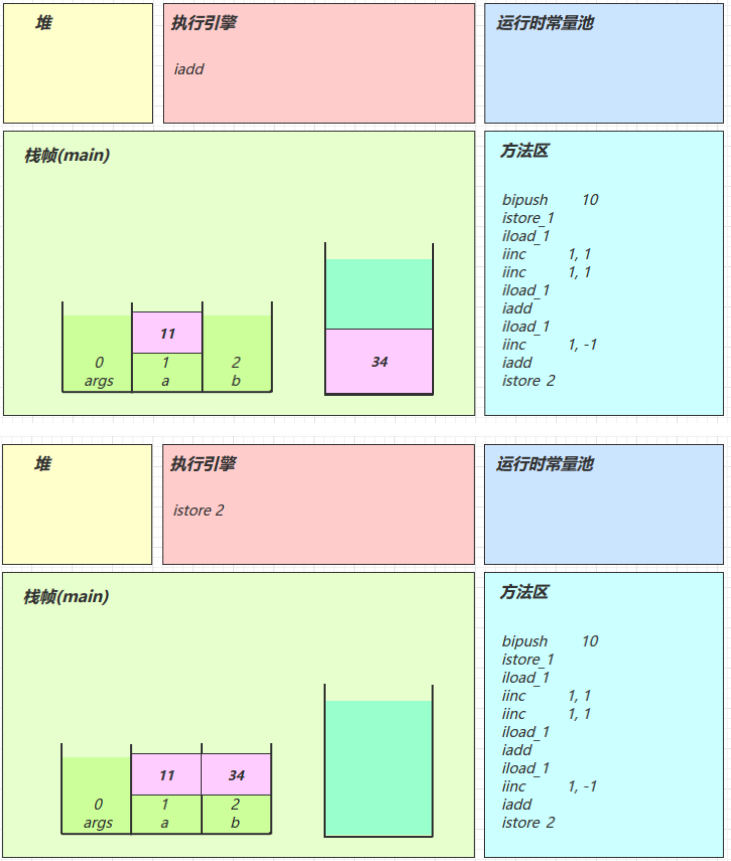 堆
执行引擎
运行时常量池
iadd
栈帧(main)
方法区
bipush 10
istore_1
iload_1
iinc 1, 1
iinc 1, 1
iload_1
iadd
iload_1
iinc 1, -1
iadd
istore 2
11
34
0 1 2
args a b
堆
执行引擎
运行时常量池
istore 2
栈帧(main)
方法区
bipush 10
istore_1
iload_1
iinc 1, 1
iinc 1, 1
iload_1
iadd
iload_1
iinc 1, -1
iadd
istore 2
11 34
0 1 2
args a b